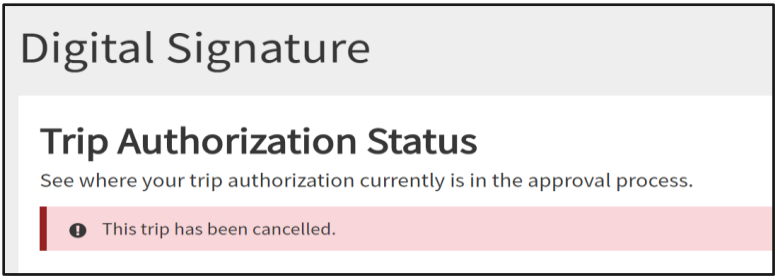 Digital Signature
Trip Authorization Status
See where your trip authorization currently is in the approval process.
This trip has been cancelled.